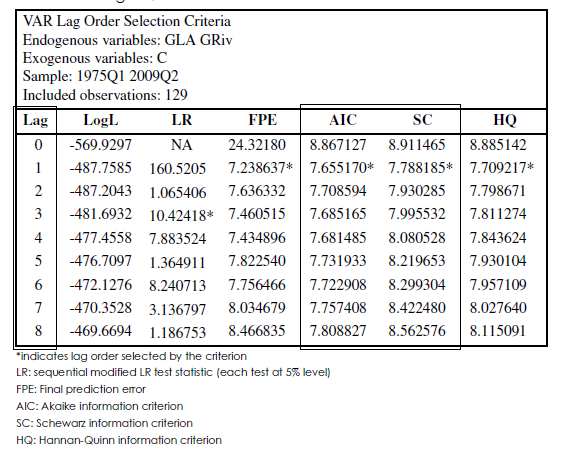 VAR Lag Order Selection Criteria
Endogenous variables: GLA GRiv
Exogenous variables: C
Sample: 1975Q1 2009Q2
Included observations: 129
Lag LogL LR FPE AIC SC HQ
0 -569.9297 NA 24.32180 8.867127 8.911465 8.885142
1 -487.7585 160.5205 7.238637* 7.655170* 7.788185* 7.709217*
2 -487.2043 1.065406 7.636332 7.708594 7.930285 7.798671
3 -481.6932 10.42418* 7.460515 7.685165 7.995532 7.811274
4 -477.4558 7.883524 7.434896 7.681485 8.080528 7.843624
5 -476.7097 1.364911 7.822540 7.731933 8.219653 7.930104
6 -472.1276 8.240713 7.756466 7.722908 8.299304 7.957109
7 -470.3528 3.136797 8.034679 7.757408 8.422480 8.027640
8 -469.6694 1.186753 8.466835 7.808827 8.562576 8.115091
*indicates lag order selected by the criterion
LR: sequential modified LR test statistic (each test at 5% level)
FPE: Final prediction error
AIC: Akaike information criterion
SC: Schewarz information criterion
HQ: Hannan-Quinn information criterion